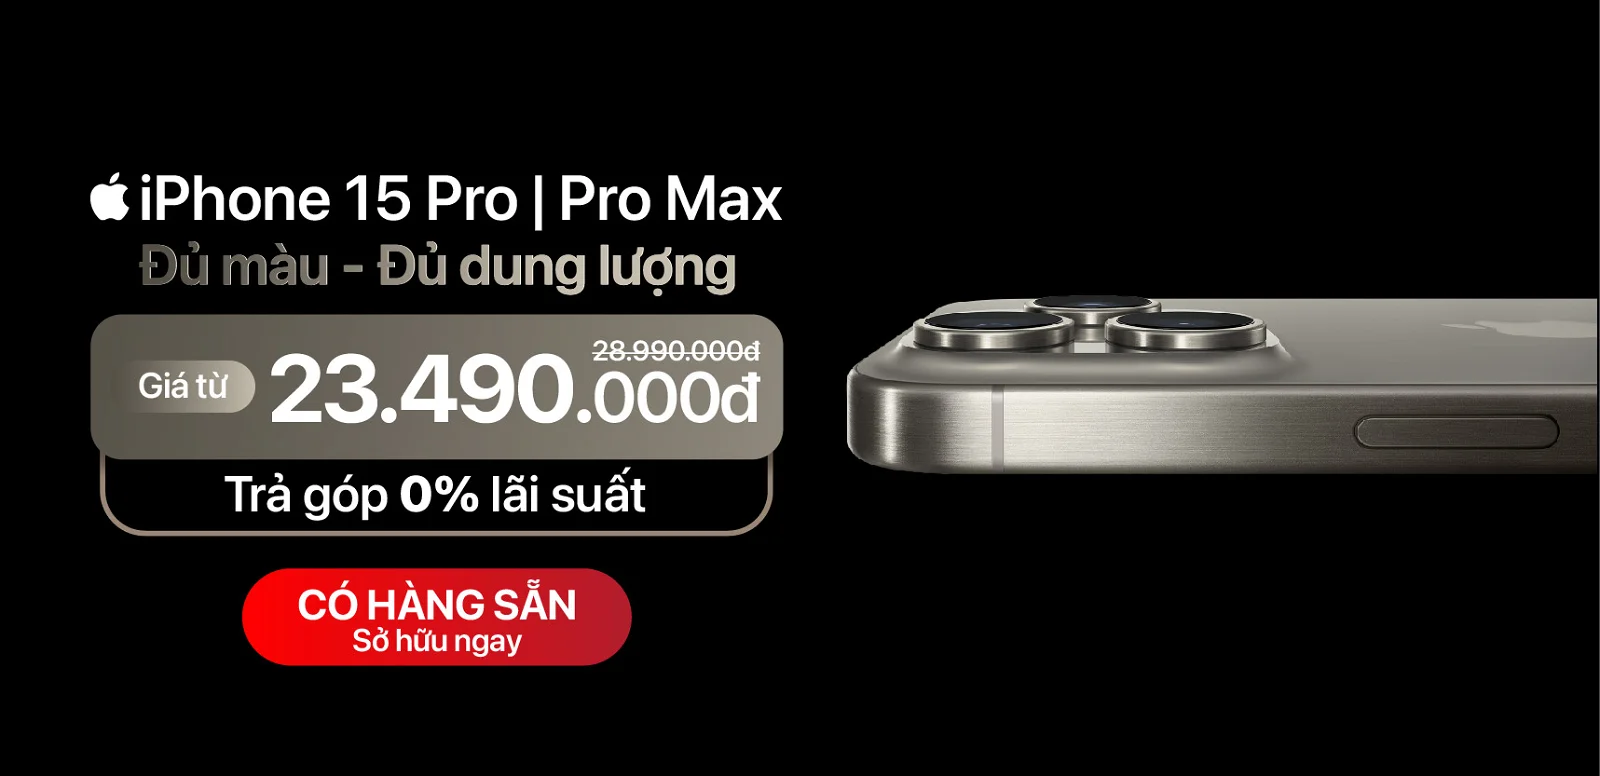 iPhone 15 Pro | Pro Max
Đủ màu - Đủ dung lượng
28.990.000đ
Giá từ 23.490.000đ
Trả góp 0% lãi suất
CÓ HÀNG SẴN
Sở hữu ngay